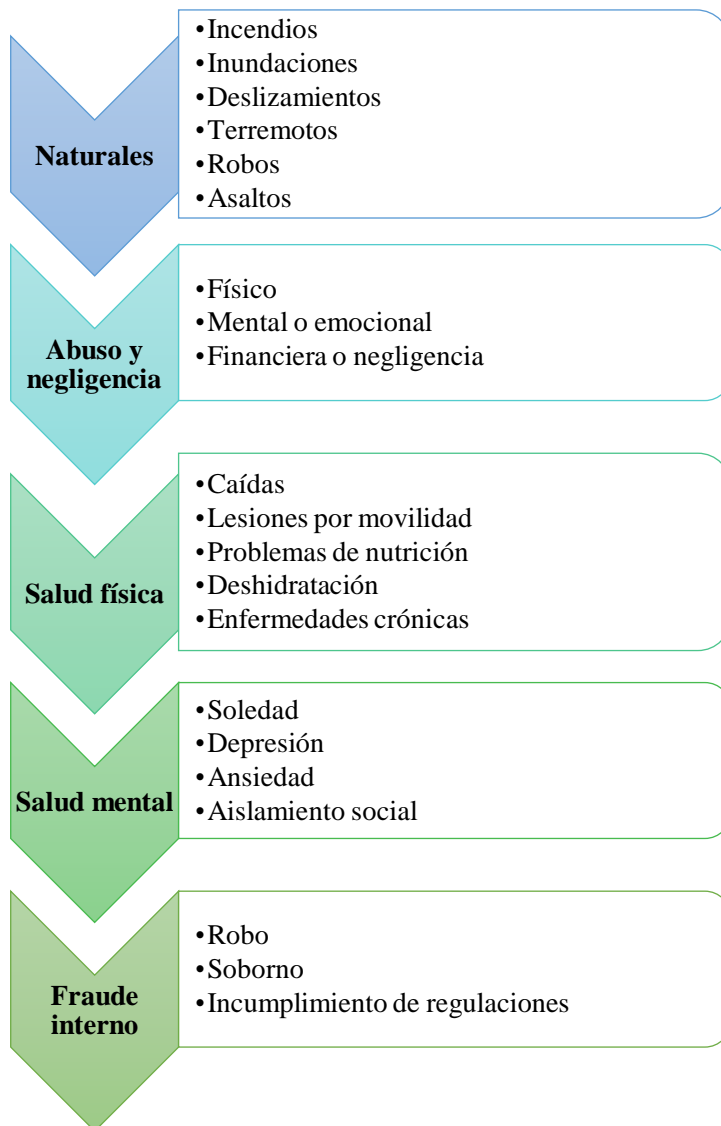 Naturales
•Incendios
•Inundaciones
•Deslizamientos
•Terremotos
•Robos
•Asaltos
Abuso y
negligencia
•Físico
•Mental o emocional
•Financiera o negligencia
Salud física
•Caídas
•Lesiones por movilidad
•Problemas de nutrición
•Deshidratación
•Enfermedades crónicas
Salud mental
•Soledad
•Depresión
•Ansiedad
•Aislamiento social
Fraude
interno
•Robo
•Soborno
•Incumplimiento de regulaciones